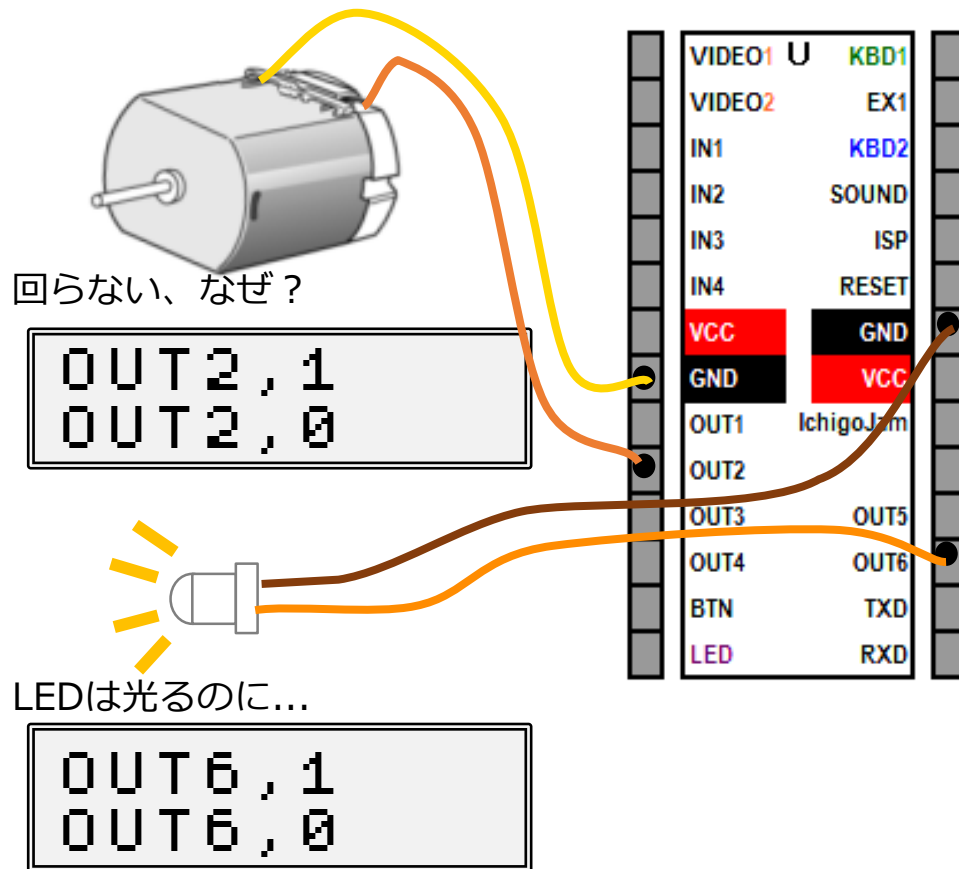 回らない、なぜ？
OUT2,1
OUT2,0
LEDは光るのに...
OUT6,1
OUT6,0
VIDEO1 U KBD1
VIDEO2 EX1
IN1 KBD2
IN2 SOUND
IN3 ISP
IN4 RESET
VCC GND
GND VCC
OUT1 IchigoJam
OUT2
OUT3 OUT5
OUT4 OUT6
BTN TXD
LED RXD